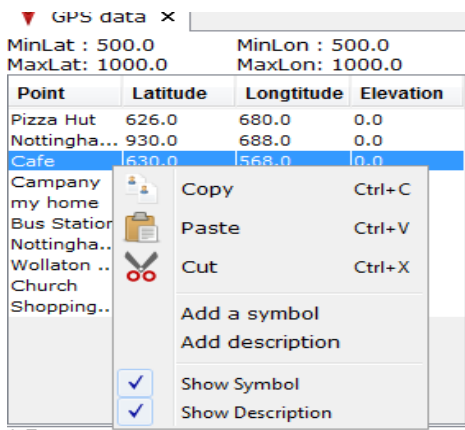 GPS data ×
MinLat : 500.0 MinLon : 500.0
MaxLat: 1000.0 MaxLon: 1000.0
Point Latitude Longtitude Elevation
Pizza Hut 626.0 680.0 0.0
Nottingha... 930.0 688.0 0.0
Cafe 630.0 568.0 0.0
Campany
my home
Bus Station
Nottingha..
Wollaton ..
Church
Shopping..
Copy Ctrl+C
Paste Ctrl+V
Cut Ctrl+X
Add a symbol
Add description
Show Symbol
Show Description